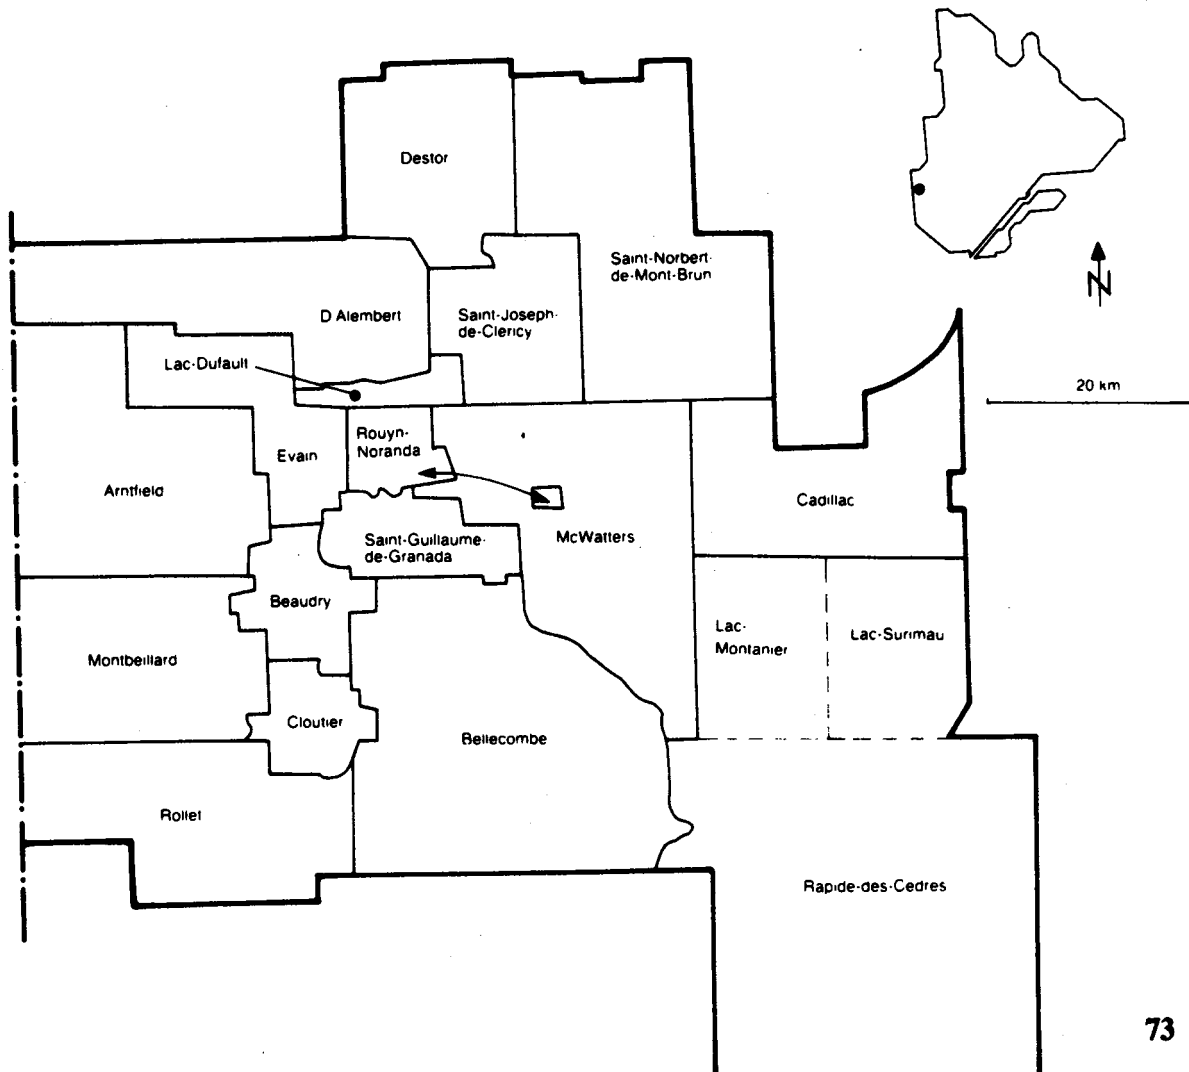 Destor
Saint-Norbert-
de-Mont-Brun
N
D Alembert
Saint-Joseph-
de-Clericy
Lac-Dufault
20 km
Rouyn-
Noranda
Evain
Arntfield
Cadillac
Saint-Guillaume-
de-Granada
McWatters
Beaudry
Lac-
Montanier
Lac-Surimau
Montbeillard
Cloutier
Bellecombe
Rollet
Rapide-des-Cedres
73